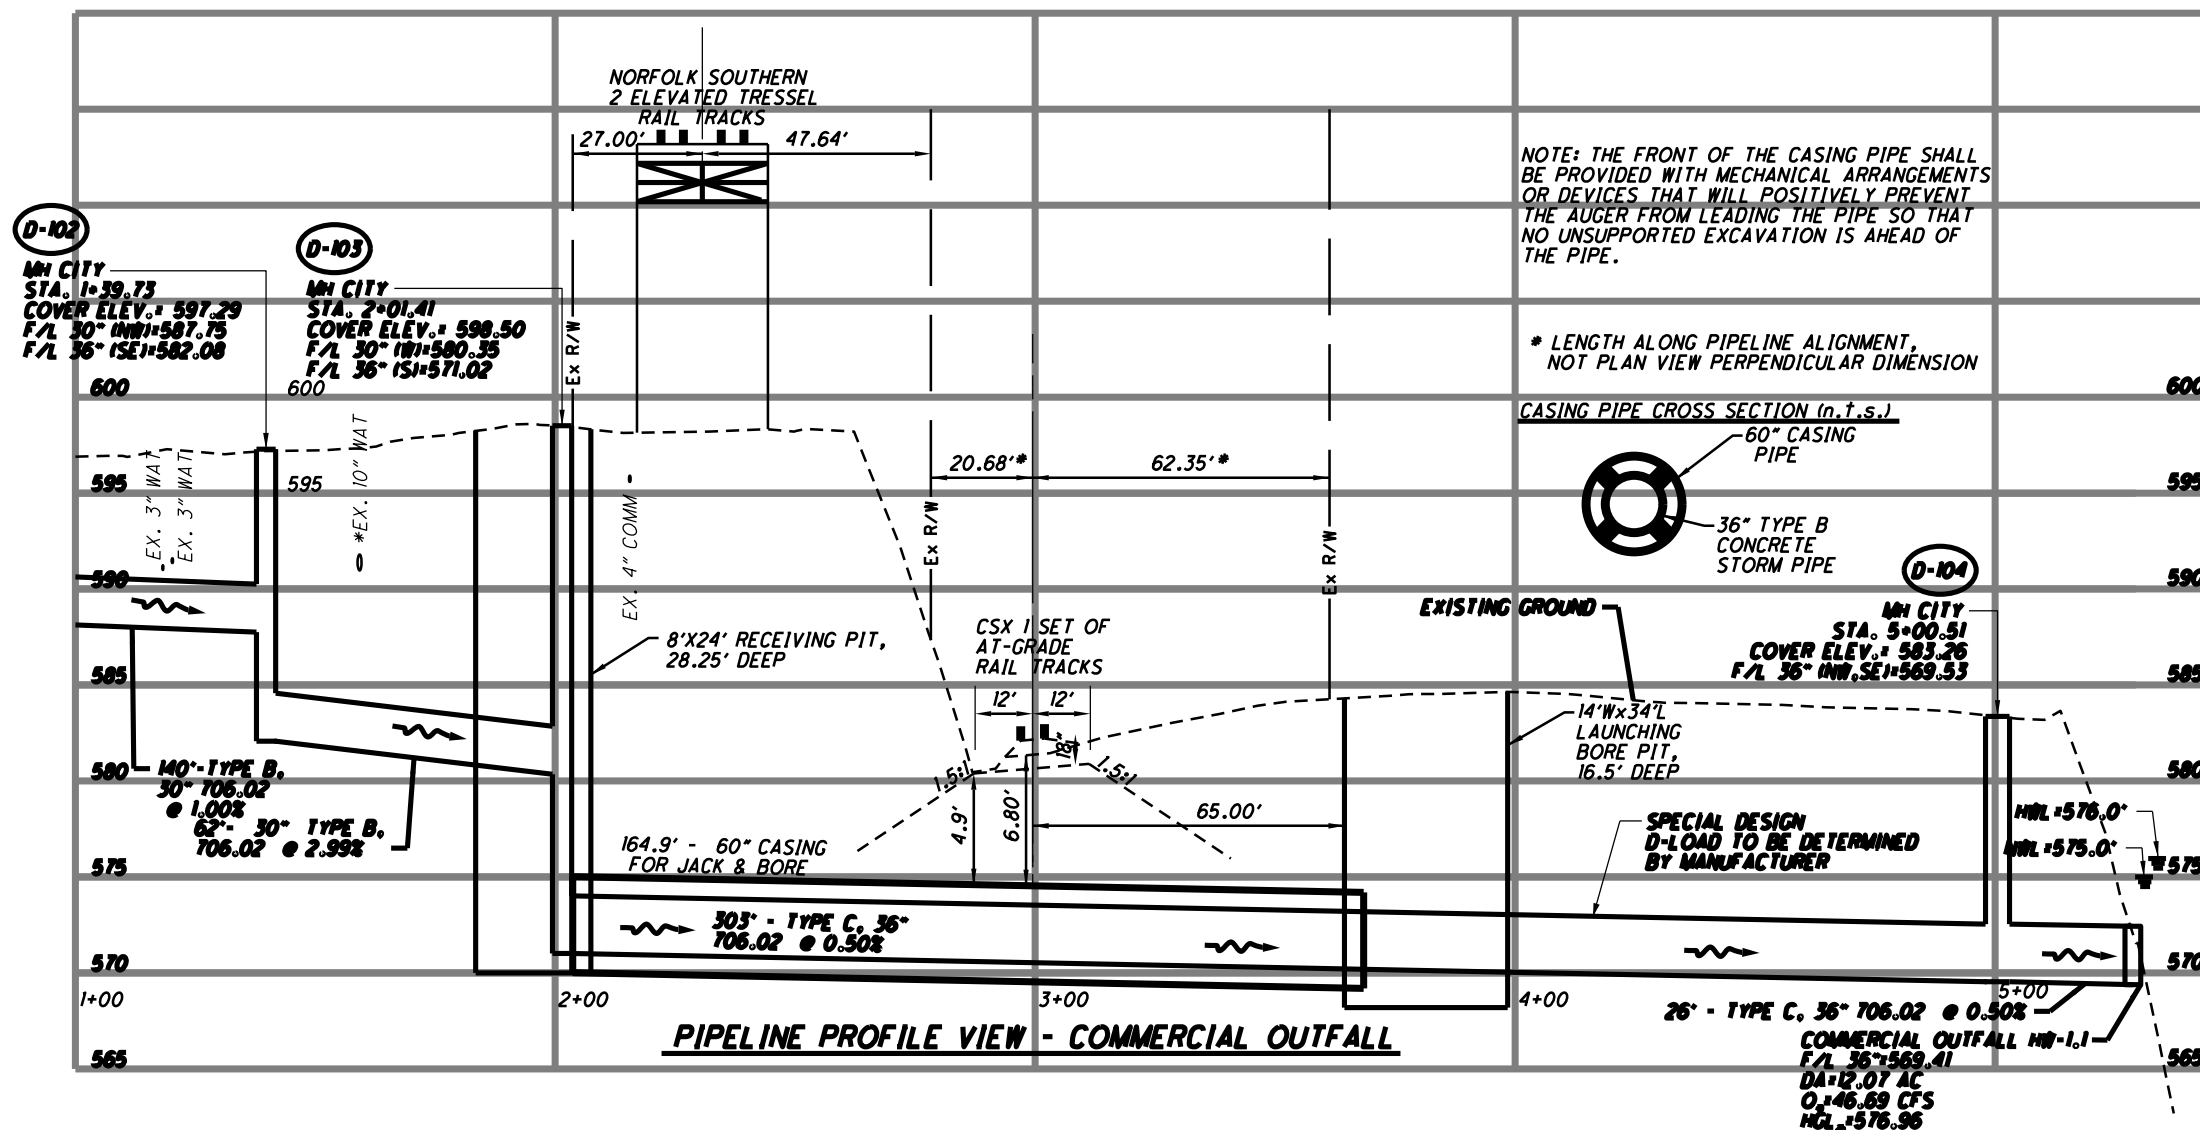 NORFOLK SOUTHERN
2 ELEVATED TRESSEL
RAIL TRACKS
27.00'
47.64'
NOTE: THE FRONT OF THE CASING PIPE SHALL
BE PROVIDED WITH MECHANICAL ARRANGEMENTS
OR DEVICES THAT WILL POSITIVELY PREVENT
THE AUGER FROM LEADING THE PIPE SO THAT
NO UNSUPPORTED EXCAVATION IS AHEAD OF
THE PIPE.
D-102
MH CITY
STA. 1+39.73
COVER ELEV.= 597.29
F/L 30" (NW)=587.75
F/L 36" (SE)=582.08
D-103
MH CITY
STA. 2+01.41
COVER ELEV.= 598.50
F/L 30" (W)=580.35
F/L 36" (S)=571.02
Ex R/W
* LENGTH ALONG PIPELINE ALIGNMENT,
NOT PLAN VIEW PERPENDICULAR DIMENSION
600
600
600
CASING PIPE CROSS SECTION (n.t.s.)
60" CASING
PIPE
36" TYPE B
CONCRETE
STORM PIPE
20.68'*
62.35'*
595
595
595
EX. 3" WAT
EX. 3" WAT
*EX. 10" WAT
EX. 4" COMM
Ex R/W
Ex R/W
590
590
D-104
MH CITY
STA. 5+00.51
COVER ELEV.= 583.26
F/L 36" (NW,SE)=569.53
EXISTING GROUND
8'X24' RECEIVING PIT,
28.25' DEEP
CSX 1 SET OF
AT-GRADE
RAIL TRACKS
12'
12'
585
585
14'Wx34'L
LAUNCHING
BORE PIT,
16.5' DEEP
18"
1.5:1
1.5:1
580
580
140'-TYPE B,
30" 706.02
@ 1.00%
62'- 30" TYPE B,
706.02 @ 2.99%
4.9'
6.80'
65.00'
164.9' - 60" CASING
FOR JACK & BORE
SPECIAL DESIGN
D-LOAD TO BE DETERMINED
BY MANUFACTURER
HWL=576.0'
NWL=575.0'
575
575
303' - TYPE C, 36"
706.02 @ 0.50%
570
570
1+00
2+00
3+00
4+00
5+00
26' - TYPE C, 36" 706.02 @ 0.50%
PIPELINE PROFILE VIEW - COMMERCIAL OUTFALL
565
565
COMMERCIAL OUTFALL HW-1.1
F/L 36"=569.41
DA=12.07 AC
=46.69 CFS
=576.96